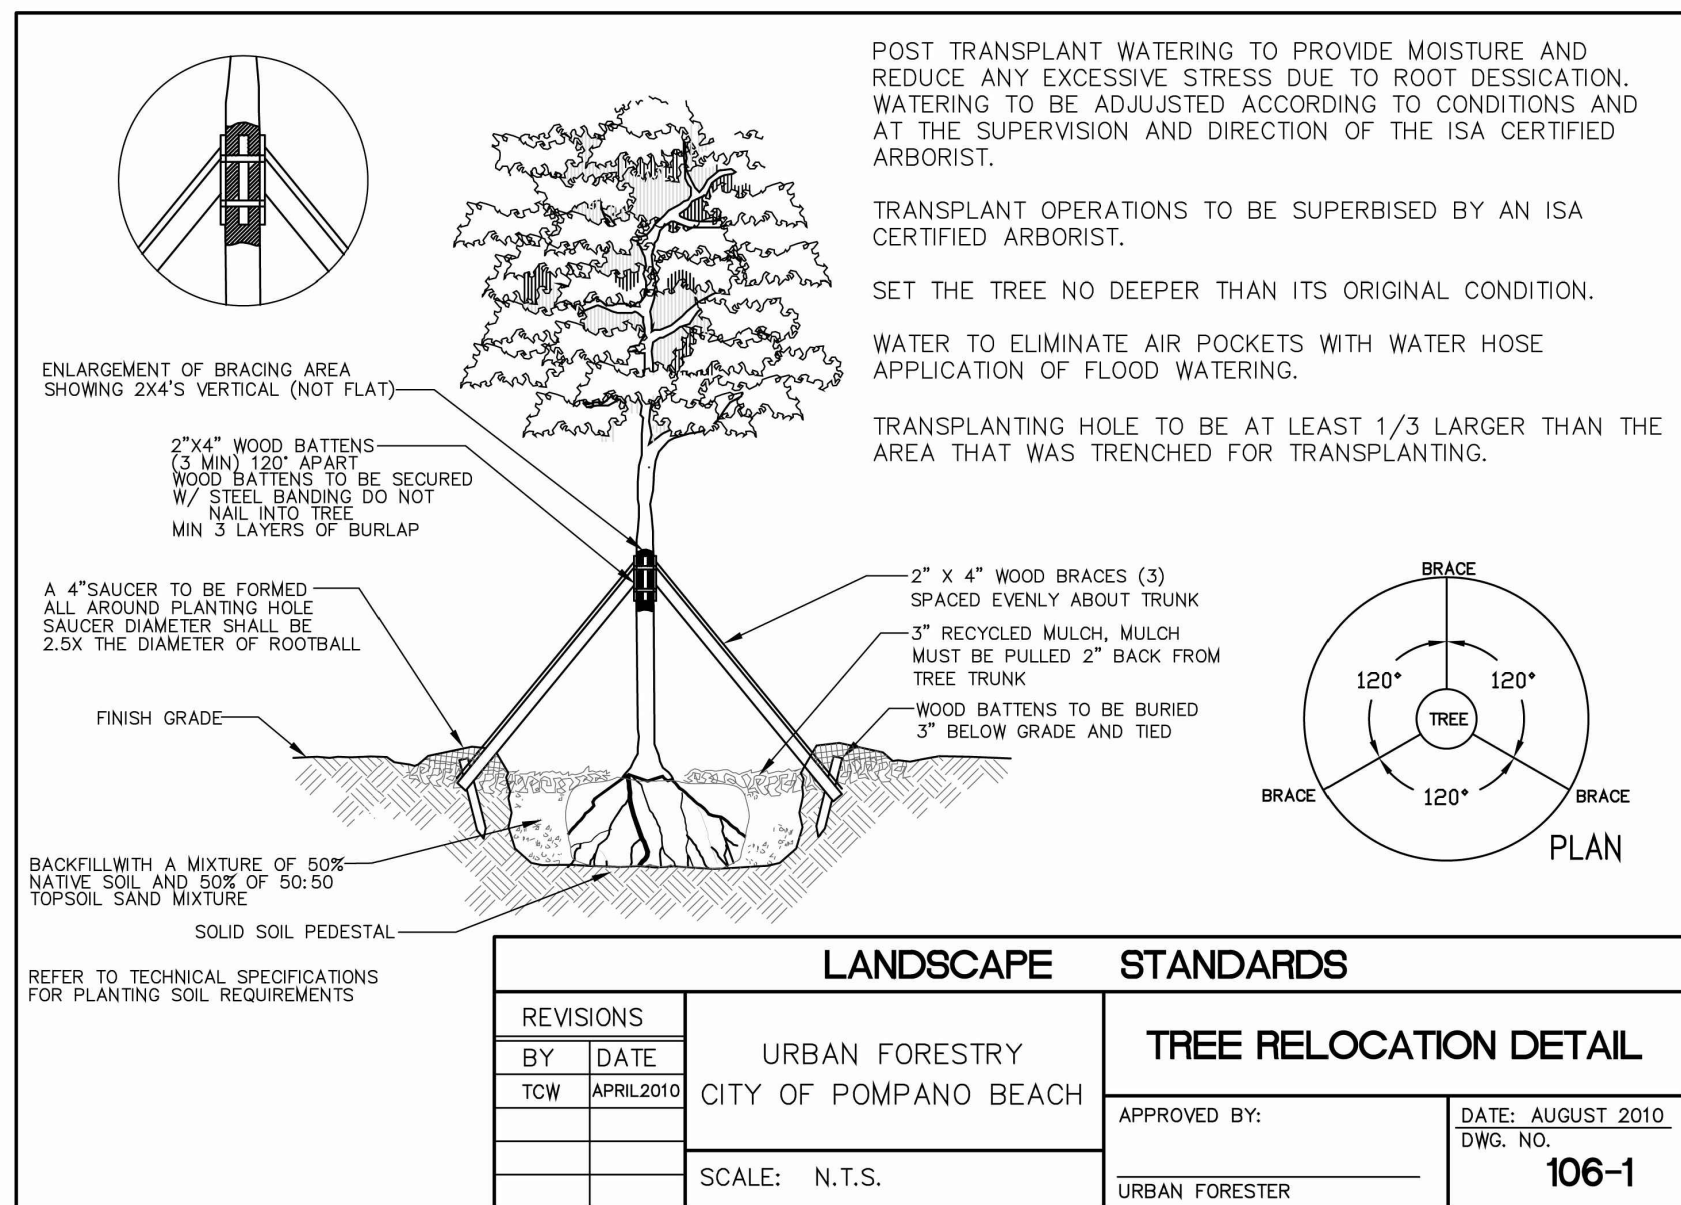 POST TRANSPLANT WATERING TO PROVIDE MOISTURE AND
REDUCE ANY EXCESSIVE STRESS DUE TO ROOT DESSICATION.
WATERING TO BE ADJUJSTED ACCORDING TO CONDITIONS AND
AT THE SUPERVISION AND DIRECTION OF THE ISA CERTIFIED
ARBORIST.
TRANSPLANT OPERATIONS TO BE SUPERBISED BY AN ISA
CERTIFIED ARBORIST.
SET THE TREE NO DEEPER THAN ITS ORIGINAL CONDITION.
WATER TO ELIMINATE AIR POCKETS WITH WATER HOSE
APPLICATION OF FLOOD WATERING.
TRANSPLANTING HOLE TO BE AT LEAST 1/3 LARGER THAN THE
AREA THAT WAS TRENCHED FOR TRANSPLANTING.
ENLARGEMENT OF BRACING AREA
SHOWING 2X4'S VERTICAL (NOT FLAT)
2"X4" WOOD BATTENS
(3 MIN) 120° APART
WOOD BATTENS TO BE SECURED
W/ STEEL BANDING DO NOT
NAIL INTO TREE
MIN 3 LAYERS OF BURLAP
A 4"SAUCER TO BE FORMED
ALL AROUND PLANTING HOLE
SAUCER DIAMETER SHALL BE
2.5X THE DIAMETER OF ROOTBALL
FINISH GRADE
BACKFILLWITH A MIXTURE OF 50%
NATIVE SOIL AND 50% OF 50:50
TOPSOIL SAND MIXTURE
SOLID SOIL PEDESTAL
REFER TO TECHNICAL SPECIFICATIONS
FOR PLANTING SOIL REQUIREMENTS
2" X 4" WOOD BRACES (3)
SPACED EVENLY ABOUT TRUNK
3" RECYCLED MULCH, MULCH
MUST BE PULLED 2" BACK FROM
TREE TRUNK
WOOD BATTENS TO BE BURIED
3" BELOW GRADE AND TIED
BRACE
120° 120°
TREE
120°
BRACE BRACE
PLAN
LANDSCAPE STANDARDS
REVISIONS
BY DATE
TCW APRIL2010
URBAN FORESTRY
CITY OF POMPANO BEACH
SCALE: N.T.S.
TREE RELOCATION DETAIL
APPROVED BY:
URBAN FORESTER
DATE: AUGUST 2010
DWG. NO.
106-1